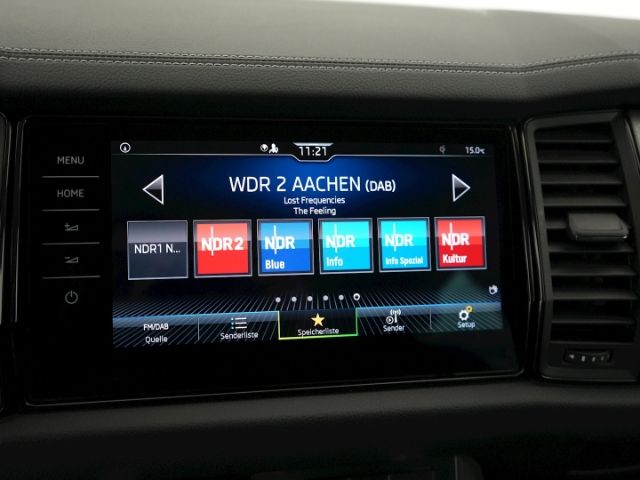 11:21
15.0°C
MENU
HOME
WDR 2 AACHEN (DAB)
Lost Frequencies
The Feeling
NDR1 N...
NDR 2
NDR
Blue
NDR
Info
NDR
Info Spezial
NDR
Kultur
FM/DAB
Quelle
Senderliste
Speicherliste
Sender
Setup